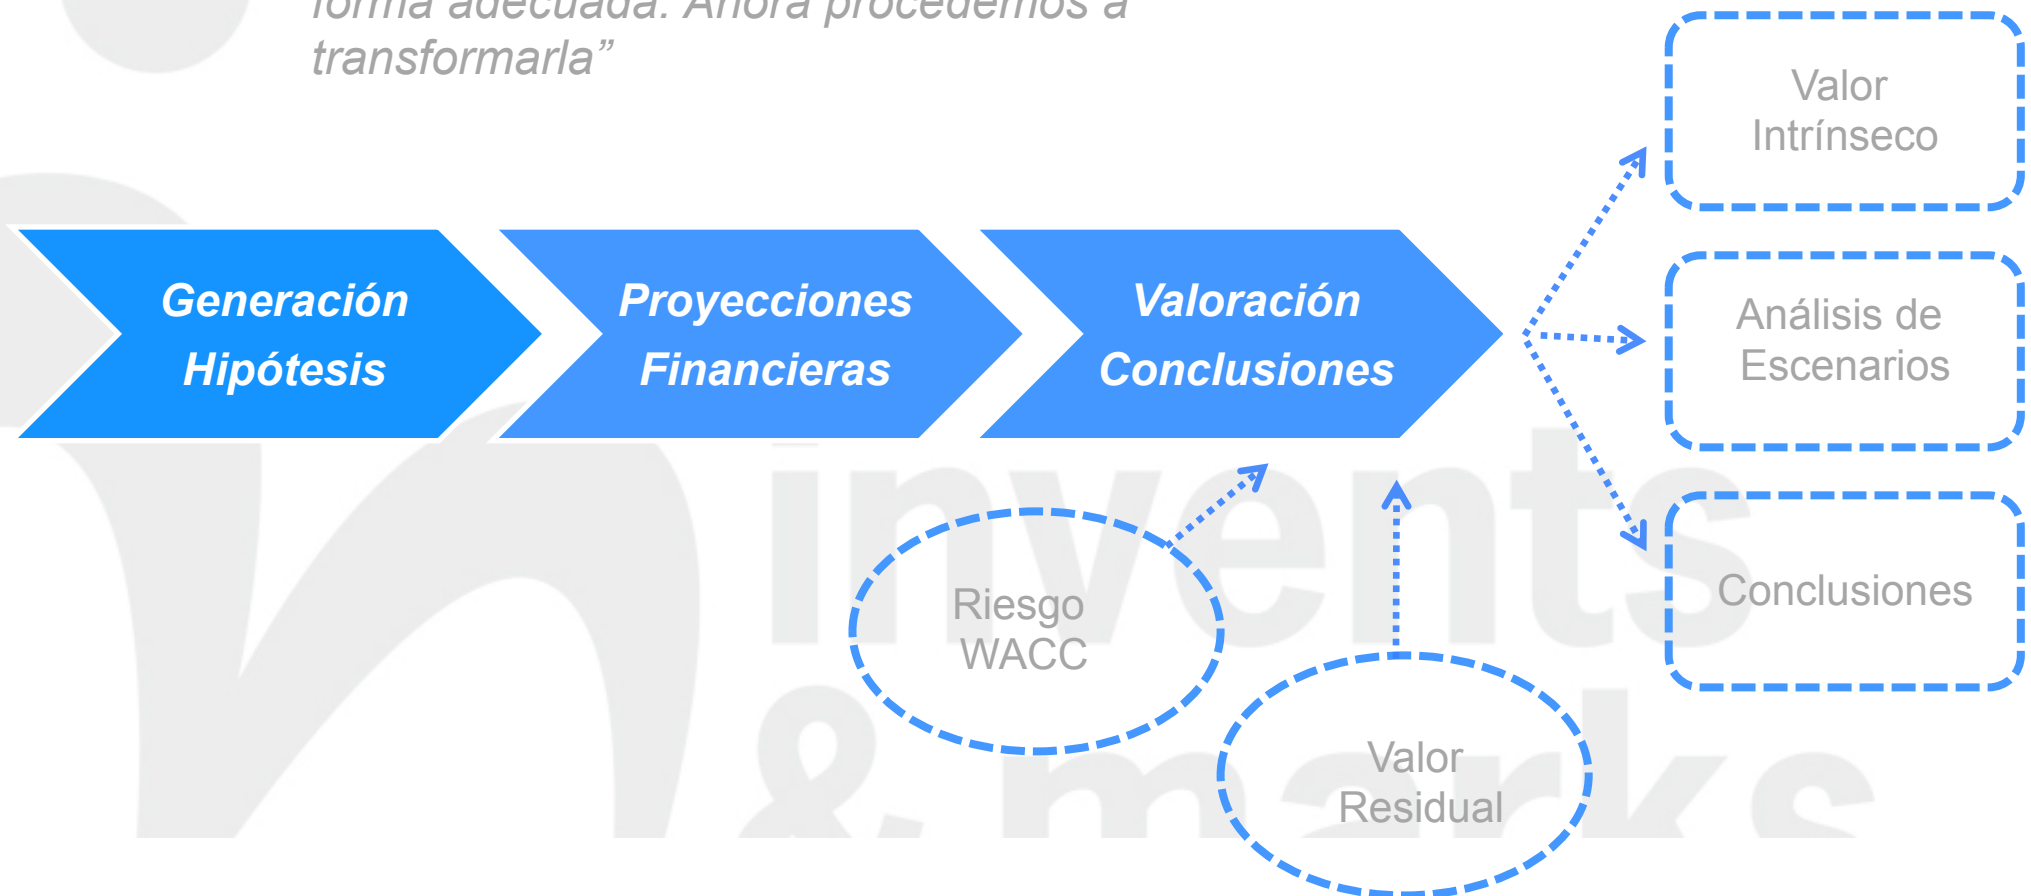 forma adecuada. Ahora procedemos a
transformarla”
Generación
Hipótesis
Proyecciones
Financieras
Valoración
Conclusiones
Valor
Intrínseco
Análisis de
Escenarios
Conclusiones
Riesgo
WACC
Valor
Residual
invents
& marks